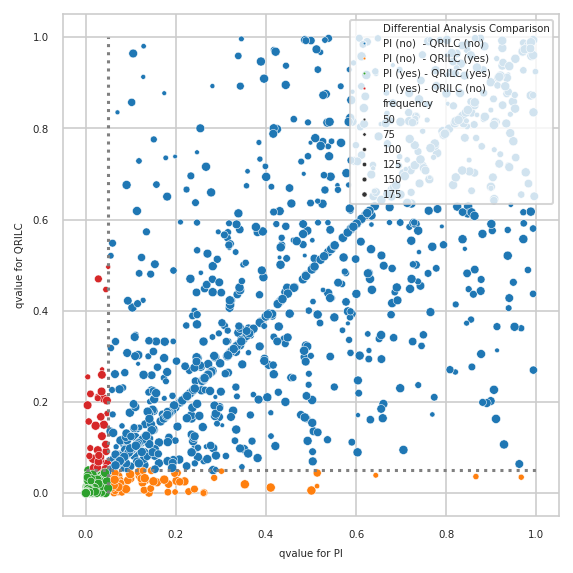 Differential Analysis Comparison
PI (no) - QRILC (no)
PI (no) - QRILC (yes)
PI (yes) - QRILC (yes)
PI (yes) - QRILC (no)
frequency
50
75
100
125
150
175
1.0
0.8
0.6
0.4
0.2
0.0
qvalue for QRILC
0.0 0.2 0.4 0.6 0.8 1.0
qvalue for PI